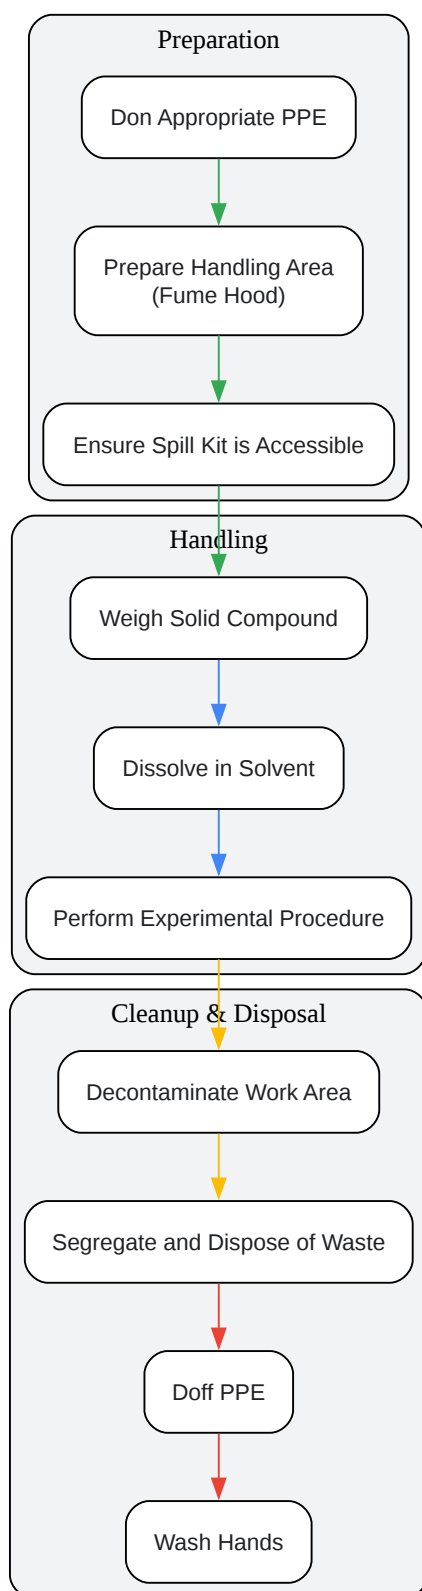 Preparation
Don Appropriate PPE
Prepare Handling Area
(Fume Hood)
Ensure Spill Kit is Accessible
Handling
Weigh Solid Compound
Dissolve in Solvent
Perform Experimental Procedure
Cleanup & Disposal
Decontaminate Work Area
Segregate and Dispose of Waste
Doff PPE
Wash Hands